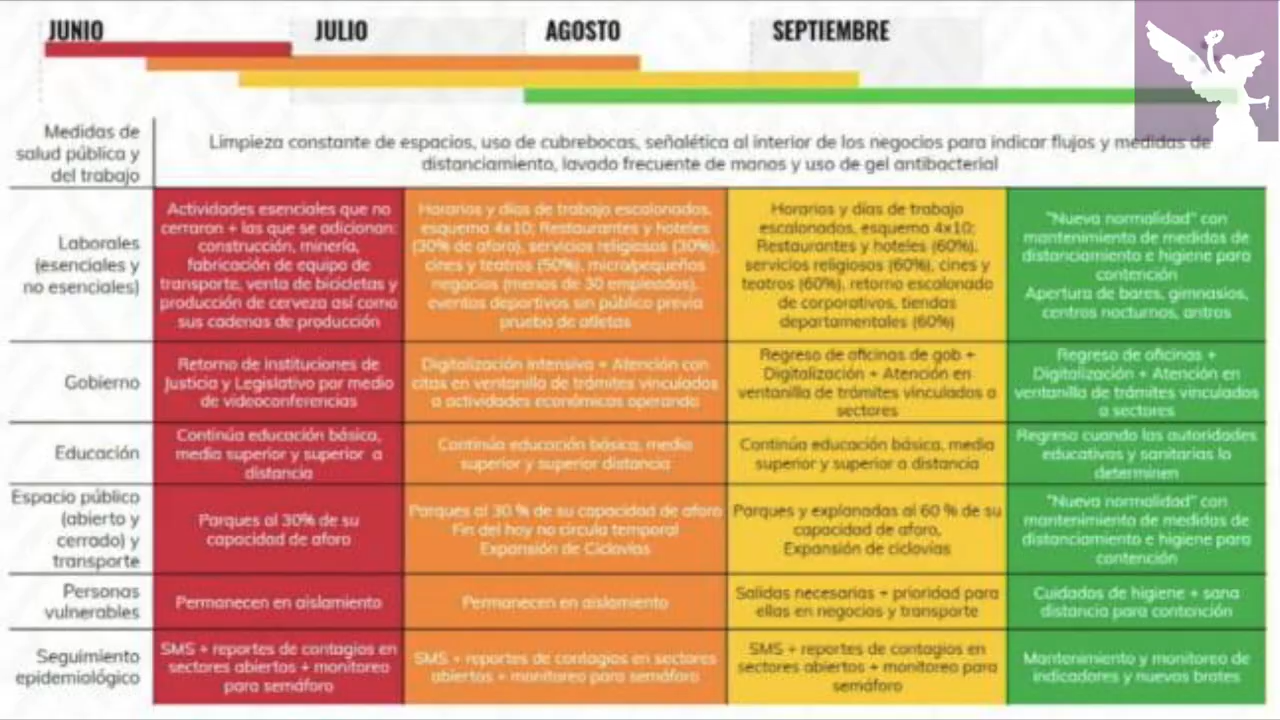 JUNIO
JULIO
AGOSTO
SEPTIEMBRE
Medidas de
salud pública y
del trabajo
Limpieza constante de espacios, uso de cubrebocas, señalética al interior de los negocios para indicar flujos y medidas de
distanciamiento, lavado frecuente de manos y uso de gel antibacterial
Laborales
(esenciales y
no esenciales)
Actividades esenciales que no
cerraron + las que se adicionan:
construcción, minería,
fabricación de equipo de
transporte, venta de bicicletas y
producción de cerveza así como
sus cadenas de producción
Horarios y días de trabajo escalonados,
esquema 4x10; Restaurantes y hoteles
(30% de aforo), servicios religiosos (30%),
cines y teatros (50%), micro/pequeños
negocios (menos de 30 empleados),
eventos deportivos sin público previa
prueba de atletas
Horarios y días de trabajo
escalonados, esquema 4x10;
Restaurantes y hoteles (60%),
servicios religiosos (60%), cines y
teatros (60%), retorno escalonado
de corporativos, tiendas
departamentales (60%)
"Nueva normalidad" con
mantenimiento de medidas de
distanciamiento e higiene para
contención
Apertura de bares, gimnasios,
centros nocturnos, antros
Gobierno
Retorno de instituciones de
Justicia y Legislativo por medio
de videoconferencias
Digitalización intensiva + Atención con
citas en ventanilla de trámites vinculados
a actividades económicas operando
Regreso de oficinas de gob +
Digitalización + Atención en
ventanilla de trámites vinculados a
sectores
Regreso de oficinas +
Digitalización + Atención en
ventanilla de trámites vinculados
a sectores
Educación
Continúa educación básica,
media superior y superior a
distancia
Continúa educación básica, media
superior y superior distancia
Continúa educación básica, media
superior y superior a distancia
Regreso cuando las autoridades
educativas y sanitarias lo
determinen
Espacio público
(abierto y
cerrado) y
transporte
Parques al 30% de su
capacidad de aforo
Parques al 30 % de su capacidad de aforo
Fin del hoy no circula temporal
Expansión de Ciclovías
Parques y explanadas al 60 % de su
capacidad de aforo,
Expansión de ciclovías
"Nueva normalidad" con
mantenimiento de medidas de
distanciamiento e higiene para
contención
Personas
vulnerables
Permanecen en aislamiento
Permanecen en aislamiento
Salidas necesarias + prioridad para
ellas en negocios y transporte
Cuidados de higiene + sana
distancia para contención
Seguimiento
epidemiológico
SMS + reportes de contagios en
sectores abiertos + monitoreo
para semáforo
SMS + reportes de contagios en sectores
abiertos + monitoreo para semáforo
SMS + reportes de contagios en
sectores abiertos + monitoreo para
semáforo
Mantenimiento y monitoreo de
indicadores y nuevos brotes